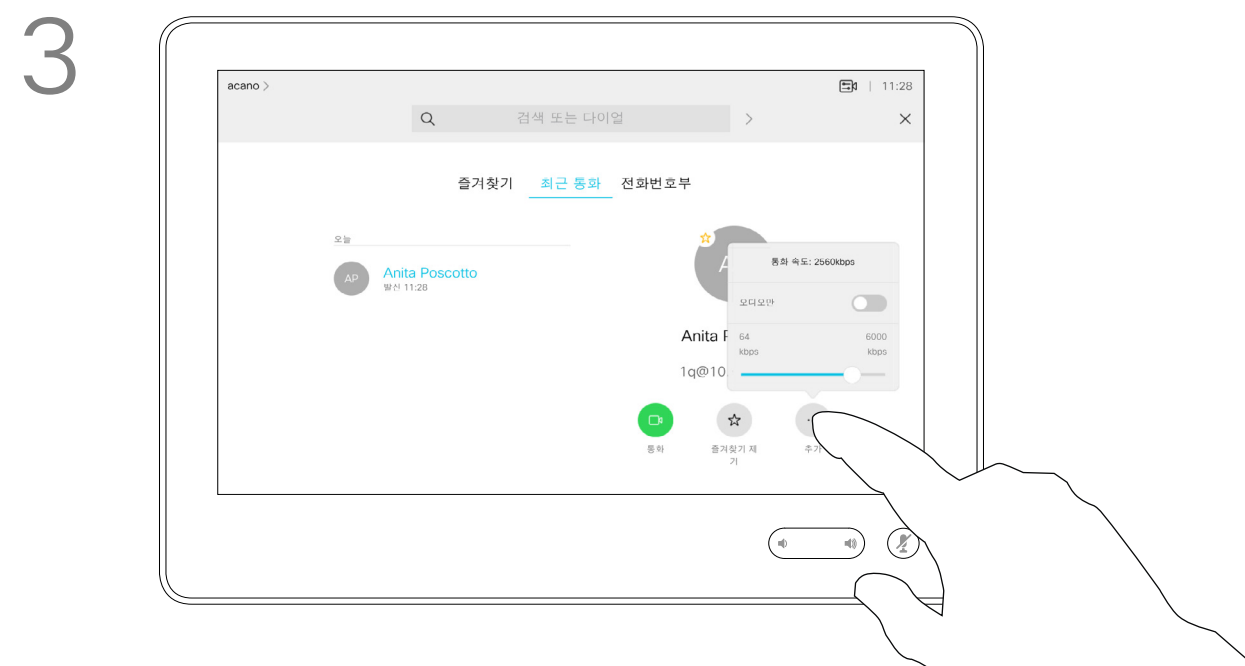 3
acano >
11:28
검색 또는 다이얼
즐겨찾기 최근 통화 전화번호부
오늘
AP
Anita Poscotto
발신 11:28
A
Anita P
1q@10.
통화 속도: 2560kbps
오디오만
64 6000
kbps kbps
통화 즐겨찾기 제 추가
거